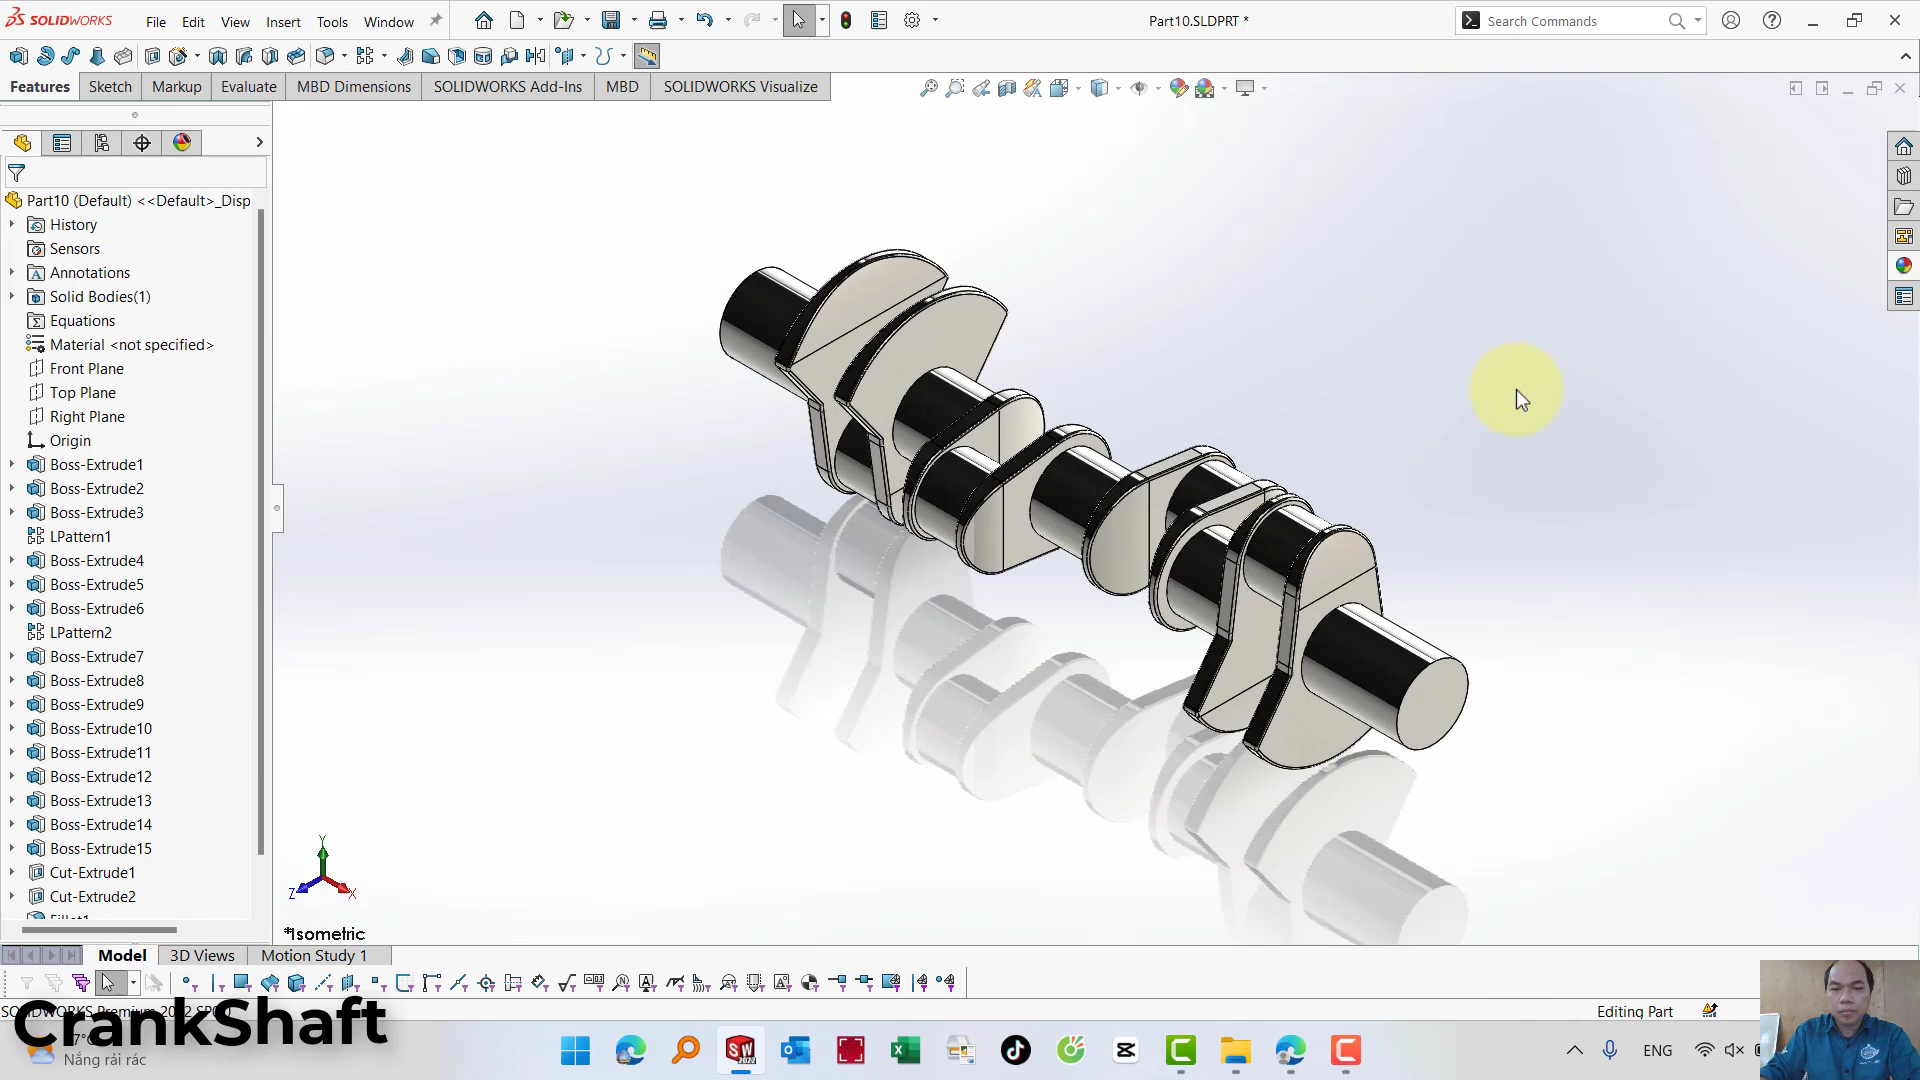 SOLIDWORKS File Edit View Insert Tools Window Part10.SLDPRT * Search Commands
Features Sketch Markup Evaluate MBD Dimensions SOLIDWORKS Add-Ins MBD SOLIDWORKS Visualize
Part10 (Default) <<Default>_Disp
History
Sensors
Annotations
Solid Bodies(1)
Equations
Material <not specified>
Front Plane
Top Plane
Right Plane
Origin
Boss-Extrude1
Boss-Extrude2
Boss-Extrude3
LPattern1
Boss-Extrude4
Boss-Extrude5
Boss-Extrude6
LPattern2
Boss-Extrude7
Boss-Extrude8
Boss-Extrude9
Boss-Extrude10
Boss-Extrude11
Boss-Extrude12
Boss-Extrude13
Boss-Extrude14
Boss-Extrude15
Cut-Extrude1
Cut-Extrude2
Fillet1
Y
Z X
*Isometric
Model 3D Views Motion Study 1
Editing Part
CrankShaft
Nắng rải rác
SW
2022
ENG